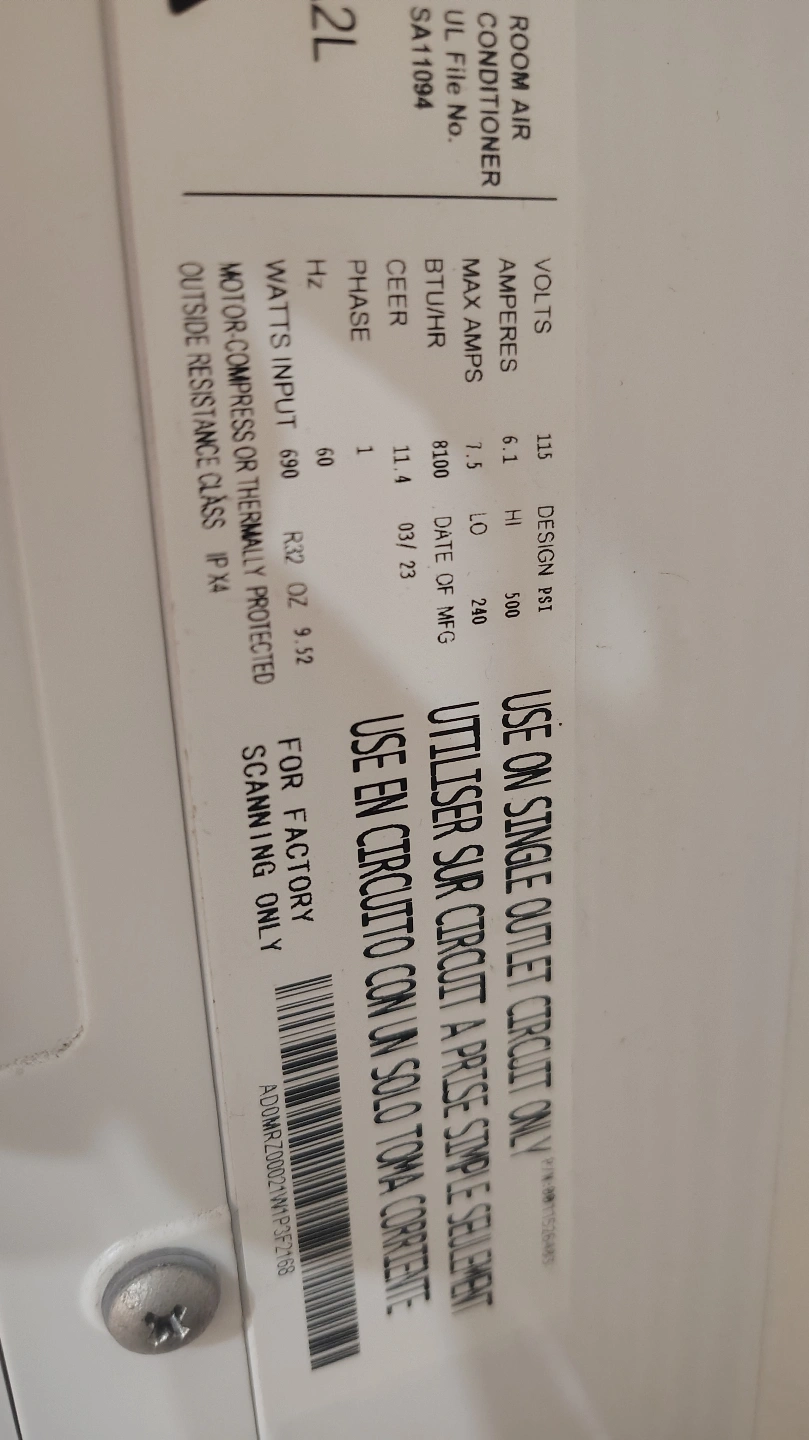 ROOM AIR
CONDITIONER
UL File No.
SA11094
2L
VOLTS 115 DESIGN PSI
AMPERES 6.1 HI 500
MAX AMPS 7.5 LO 240
BTU/HR 8100 DATE OF MFG
CEER 11.4 03/ 23
PHASE 1
Hz 60
WATTS INPUT 690 R32 OZ 9.52
MOTOR-COMPRESS OR THERMALLY PROTECTED
OUTSIDE RESISTANCE CLASS IP X4
USE ON SINGLE OUTLET CIRCUIT ONLY
UTILISER SUR CIRCUIT A PRISE SIMPLE SEULEMENT
USE EN CIRCUITO CON UN SOLO TOMA CORRIENTE
FOR FACTORY
SCANNING ONLY
AD0MRZ00021W1P3F2168